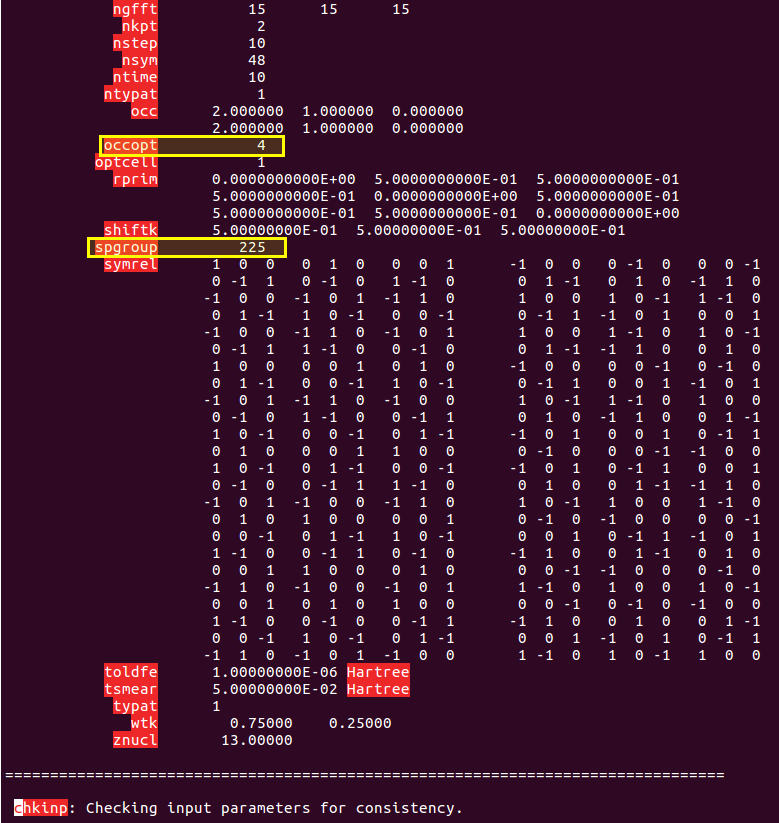 ngfft 15 15 15
nkpt 2
nstep 10
nsym 48
ntime 10
ntypat 1
occ 2.000000 1.000000 0.000000
2.000000 1.000000 0.000000
occopt 4
optcell 1
rprim 0.0000000000E+00 5.0000000000E-01 5.0000000000E-01
5.0000000000E-01 0.0000000000E+00 5.0000000000E-01
5.0000000000E-01 5.0000000000E-01 0.0000000000E+00
shiftk 5.00000000E-01 5.00000000E-01 5.00000000E-01
spgroup 225
symrel 1 0 0 0 1 0 0 0 1 -1 0 0 0 -1 0 0 0 -1
0 -1 1 0 -1 0 1 -1 0 0 1 -1 0 1 0 -1 1 0
-1 0 0 -1 0 1 -1 1 0 1 0 0 1 0 -1 1 -1 0
0 1 -1 1 0 -1 0 0 -1 0 -1 1 -1 0 1 0 0 1
-1 0 0 -1 1 0 -1 0 1 1 0 0 1 -1 0 1 0 -1
0 -1 1 1 -1 0 0 -1 0 0 1 -1 -1 1 0 0 1 0
1 0 0 0 0 1 0 1 0 -1 0 0 0 0 -1 0 -1 0
0 1 -1 0 0 -1 1 0 -1 0 -1 1 0 0 1 -1 0 1
-1 0 1 -1 1 0 -1 0 0 1 0 -1 1 -1 0 1 0 0
0 -1 0 1 -1 0 0 -1 1 0 1 0 -1 1 0 0 1 -1
1 0 -1 0 0 -1 0 1 -1 -1 0 1 0 0 1 0 -1 1
0 1 0 0 0 1 1 0 0 0 -1 0 0 0 -1 -1 0 0
1 0 -1 0 1 -1 0 0 -1 -1 0 1 0 -1 1 0 0 1
0 -1 0 0 -1 1 1 -1 0 0 1 0 0 1 -1 -1 1 0
-1 0 1 -1 0 0 -1 1 0 1 0 -1 1 0 0 1 -1 0
0 1 0 1 0 0 0 0 1 0 -1 0 -1 0 0 0 0 -1
0 0 -1 0 1 -1 1 0 -1 0 0 1 0 -1 1 -1 0 1
1 -1 0 0 -1 1 0 -1 0 -1 1 0 0 1 -1 0 1 0
0 0 1 1 0 0 0 1 0 0 0 -1 -1 0 0 0 -1 0
-1 1 0 -1 0 0 -1 0 1 1 -1 0 1 0 0 1 0 -1
0 0 1 0 1 0 1 0 0 0 0 -1 0 -1 0 -1 0 0
1 -1 0 0 -1 0 0 -1 1 -1 1 0 0 1 0 0 1 -1
0 0 -1 1 0 -1 0 1 -1 0 0 1 -1 0 1 0 -1 1
-1 1 0 -1 0 1 -1 0 0 1 -1 0 1 0 -1 1 0 0
toldfe 1.00000000E-06 Hartree
tsmear 5.00000000E-02 Hartree
typat 1
wtk 0.75000 0.25000
znucl 13.00000
================================================================================
chkinp: Checking input parameters for consistency.